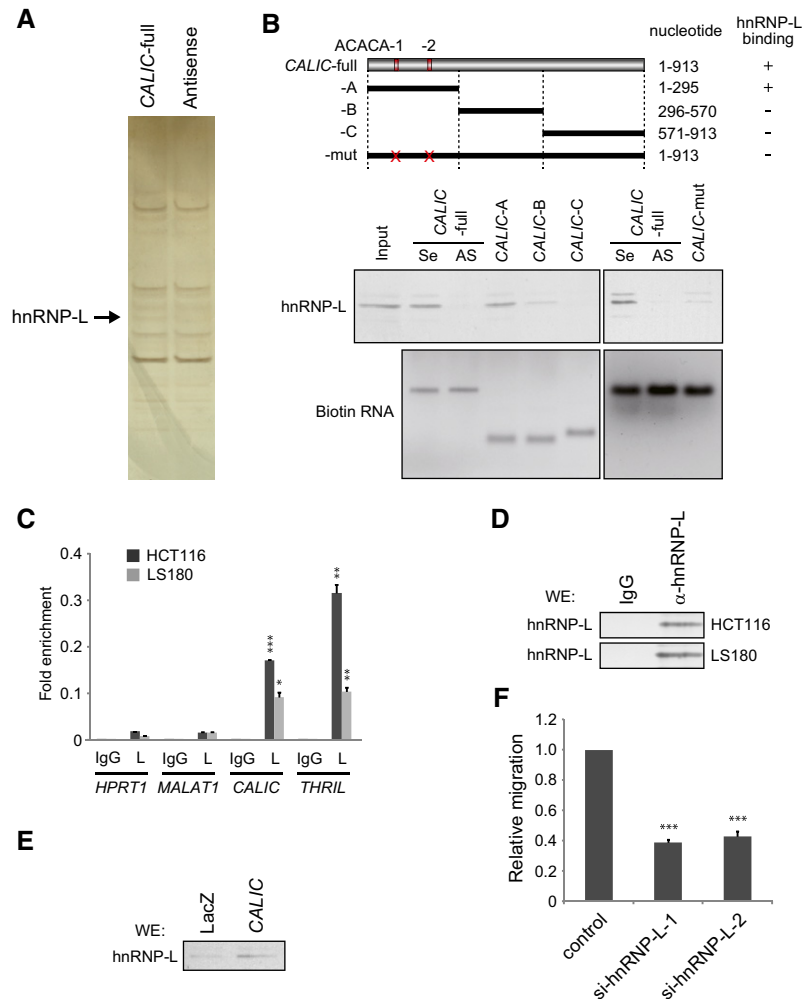 A
CALIC-full
Antisense
hnRNP-L
B
ACACA-1 -2
nucleotide
hnRNP-L
binding
CALIC-full 1-913 +
-A 1-295 +
-B 296-570 -
-C 571-913 -
-mut 1-913 -
Input
CALIC
-full
Se AS
CALIC-A
CALIC-B
CALIC-C
CALIC
-full
Se AS
CALIC-mut
hnRNP-L
Biotin RNA
C
HCT116
LS180
Fold enrichment
0.4
0.3
0.2
0.1
0
***
*
**
**
IgG L IgG L IgG L IgG L
HPRT1 MALAT1 CALIC THRIL
D
WE:
IgG
α-hnRNP-L
hnRNP-L HCT116
hnRNP-L LS180
E
WE:
LacZ
CALIC
hnRNP-L
F
Relative migration
1.2
1.0
0.8
0.6
0.4
0.2
0
***
***
control
si-hnRNP-L-1
si-hnRNP-L-2